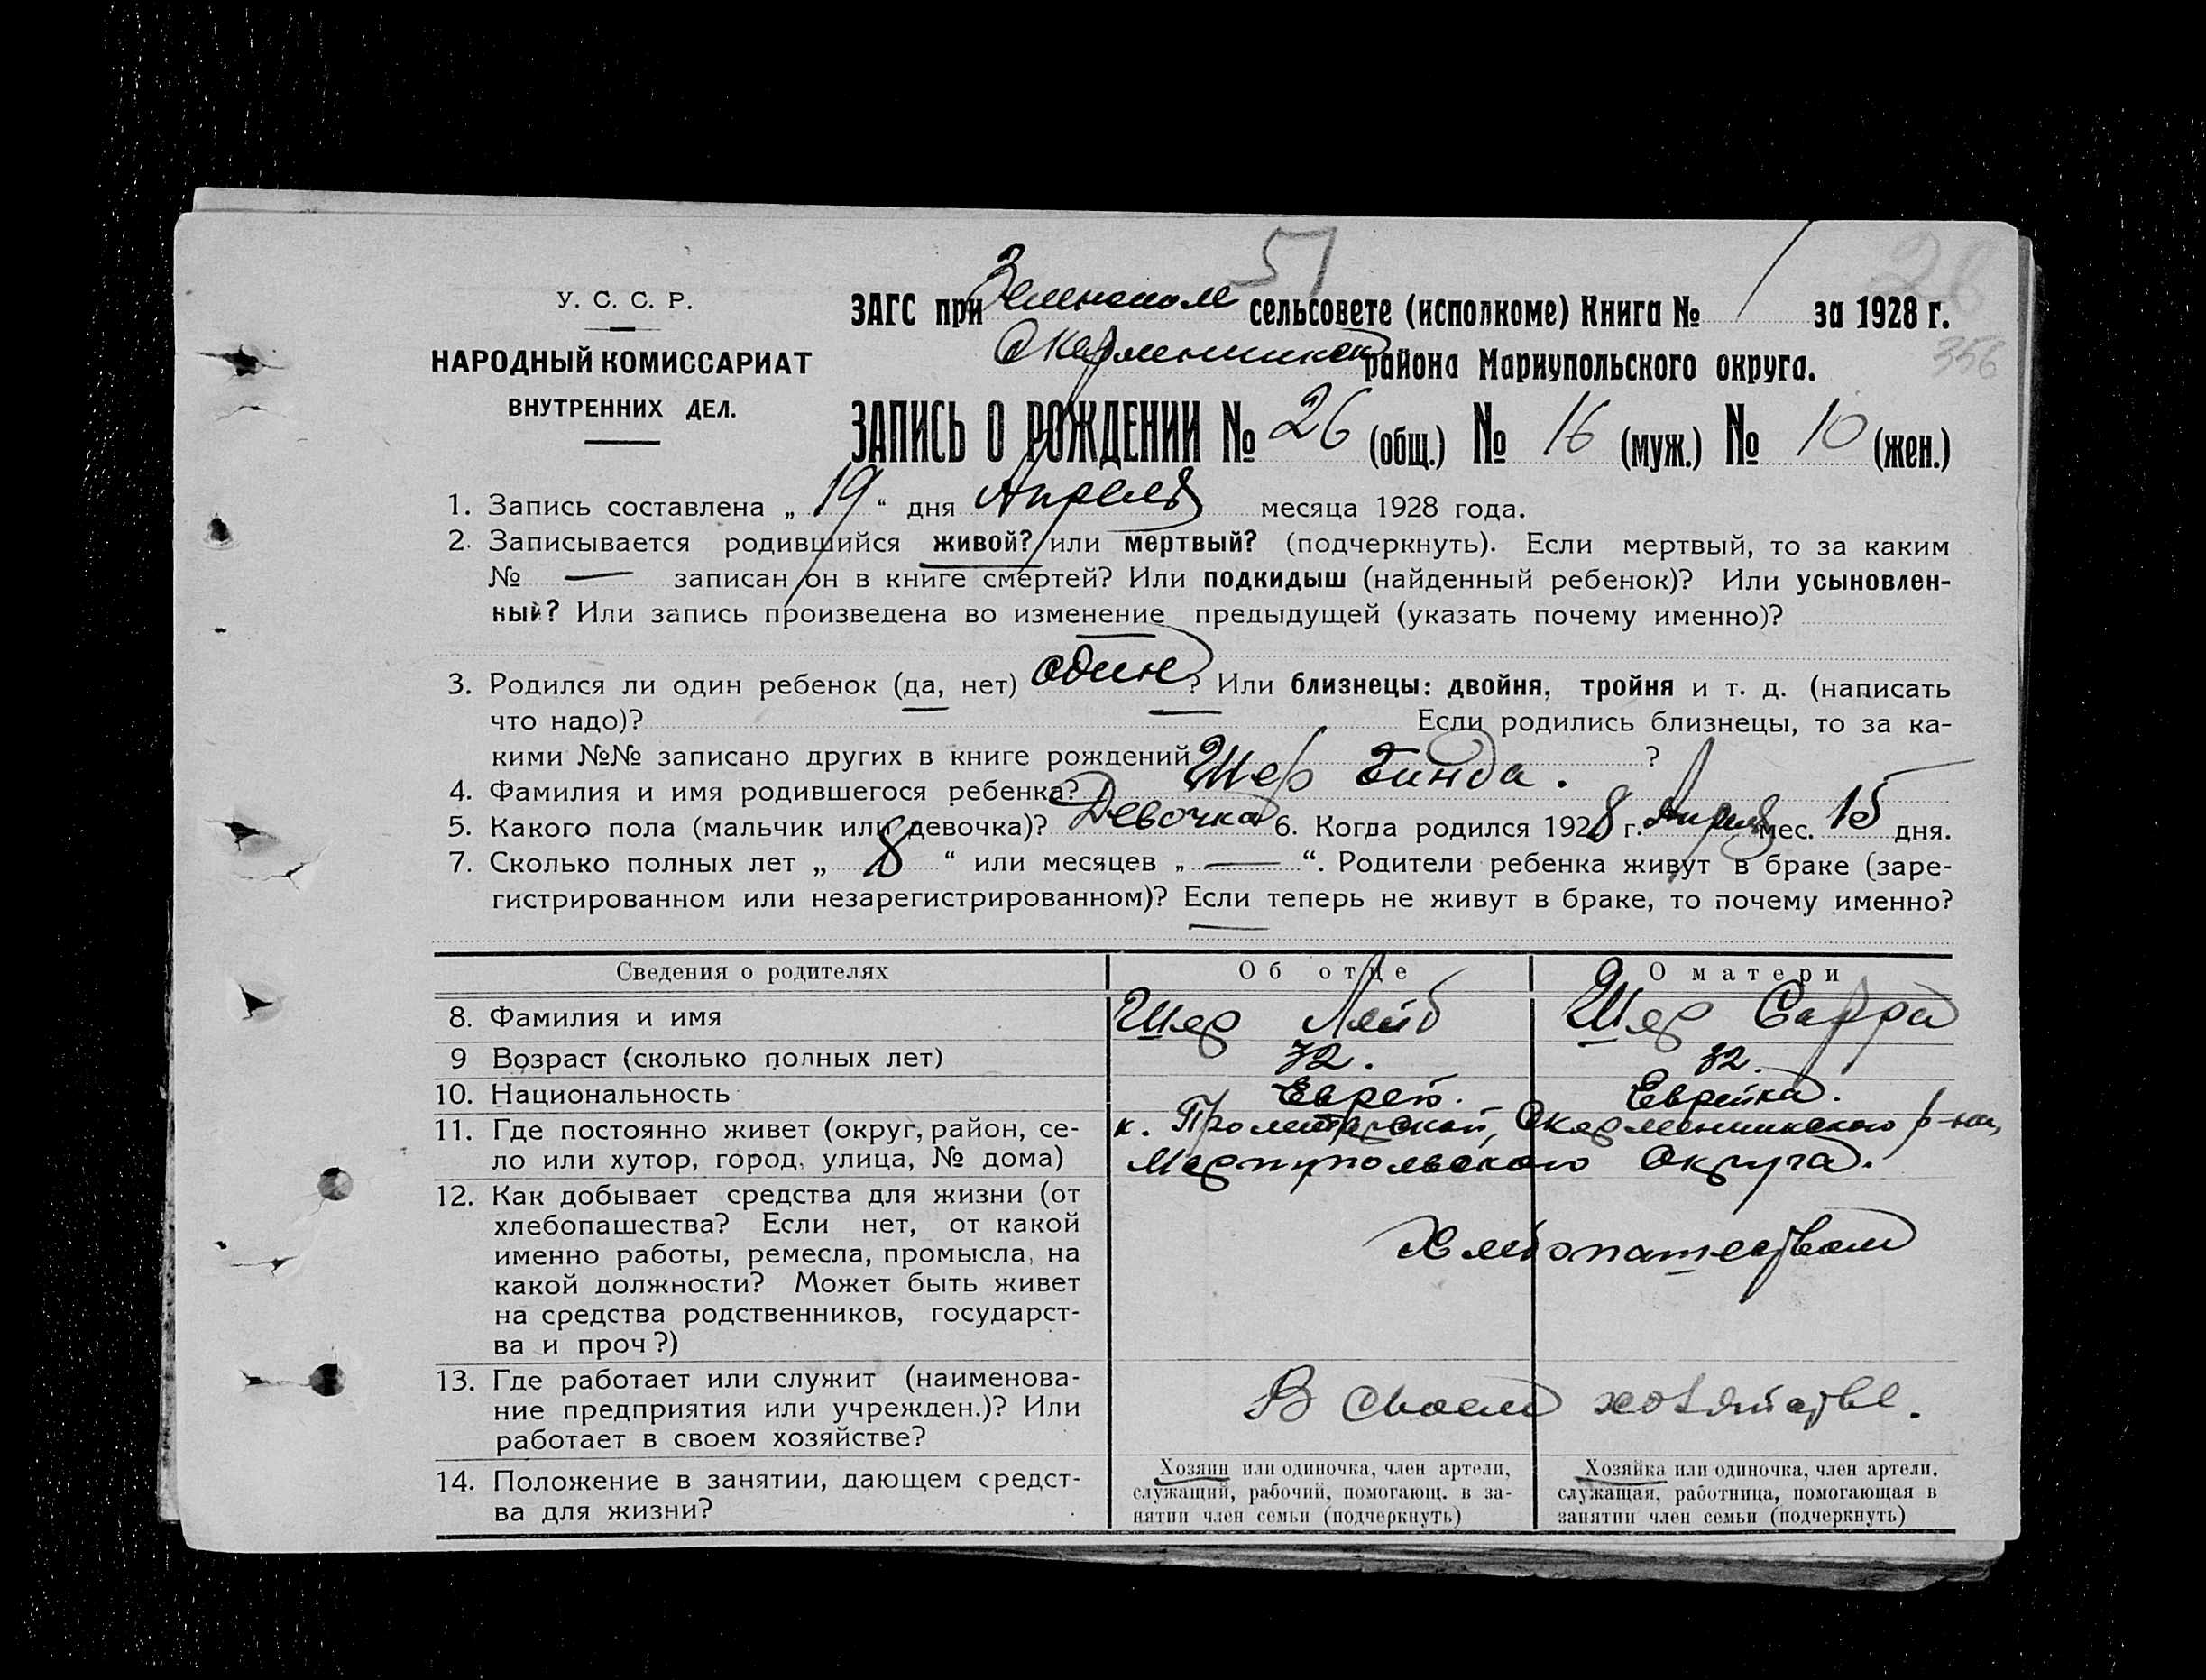 51
26
356
У. С. С. Р.
НАРОДНЫЙ КОМИССАРИАТ
ВНУТРЕННИХ ДЕЛ.
ЗАГС при Зеленополе сельсовете (исполкоме) Книга № 1 за 1928 г.
района Мариупольского округа.
ЗАПИСЬ О РОЖДЕНИИ № 26 (общ.) № 16 (муж.) № 10 (жен.)
1. Запись составлена „ 19 “ дня Апреля месяца 1928 года.
2. Записывается родившийся живой? или мертвый? (подчеркнуть). Если мертвый, то за каким
№ — записан он в книге смертей? Или подкидыш (найденный ребенок)? Или усыновлен-
ный? Или запись произведена во изменение предыдущей (указать почему именно)?
3. Родился ли один ребенок (да, нет) один ? Или близнецы: двойня, тройня и т. д. (написать
что надо)? Если родились близнецы, то за ка-
кими №№ записано других в книге рождений ?
4. Фамилия и имя родившегося ребенка? Шер Гинда.
5. Какого пола (мальчик или девочка)? Девочка 6. Когда родился 1928 г. Апреля мес. 15 дня.
7. Сколько полных лет „ 8 “ или месяцев „ — “. Родители ребенка живут в браке (заре-
гистрированном или незарегистрированном)? Если теперь не живут в браке, то почему именно?
Сведения о родителях Об отце О матери
8. Фамилия и имя Шер Лейб Шер Сарра
9 Возраст (сколько полных лет) 32. 32.
10. Национальность Еврей. Еврейка.
11. Где постоянно живет (округ, район, се-
ло или хутор, город, улица, № дома)
к. Пролетарской, Окарменчикского р-на,
Мариупольского Округа.
12. Как добывает средства для жизни (от
хлебопашества? Если нет, от какой
именно работы, ремесла, промысла, на
какой должности? Может быть живет
на средства родственников, государст-
ва и проч?)
Хлебопашеством
13. Где работает или служит (наименова-
ние предприятия или учрежден.)? Или
работает в своем хозяйстве?
В своем хозяйстве.
14. Положение в занятии, дающем средст-
ва для жизни?
Хозяин или одиночка, член артели,
служащий, рабочий, помогающ. в за-
нятии член семьи (подчеркнуть)
Хозяйка или одиночка, член артели.
служащая, работница, помогающая в
занятии член семьи (подчеркнуть)